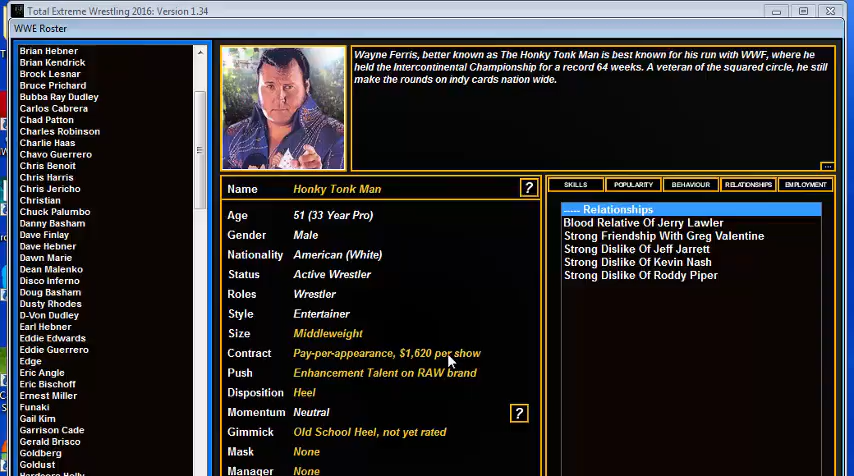 Total Extreme Wrestling 2016: Version 1.34
WWE Roster
Brian Hebner
Brian Kendrick
Brock Lesnar
Bruce Prichard
Bubba Ray Dudley
Carlos Cabrera
Chad Patton
Charles Robinson
Charlie Haas
Chavo Guerrero
Chris Benoit
Chris Harris
Chris Jericho
Christian
Chuck Palumbo
Danny Basham
Dave Finlay
Dave Hebner
Dawn Marie
Dean Malenko
Disco Inferno
Doug Basham
Dusty Rhodes
D-Von Dudley
Earl Hebner
Eddie Edwards
Eddie Guerrero
Edge
Eric Angle
Eric Bischoff
Ernest Miller
Funaki
Gail Kim
Garrison Cade
Gerald Brisco
Goldberg
Goldust
Wayne Ferris, better known as The Honky Tonk Man is best known for his run with WWF, where he
held the Intercontinental Championship for a record 64 weeks. A veteran of the squared circle, he still
make the rounds on indy cards nation wide.
...
Name Honky Tonk Man ?
Age 51 (33 Year Pro)
Gender Male
Nationality American (White)
Status Active Wrestler
Roles Wrestler
Style Entertainer
Size Middleweight
Contract Pay-per-appearance, $1,620 per show
Push Enhancement Talent on RAW brand
Disposition Heel
Momentum Neutral ?
Gimmick Old School Heel, not yet rated
Mask None
Manager None
SKILLS POPULARITY BEHAVIOUR RELATIONSHIPS EMPLOYMENT
----- Relationships
Blood Relative Of Jerry Lawler
Strong Friendship With Greg Valentine
Strong Dislike Of Jeff Jarrett
Strong Dislike Of Kevin Nash
Strong Dislike Of Roddy Piper